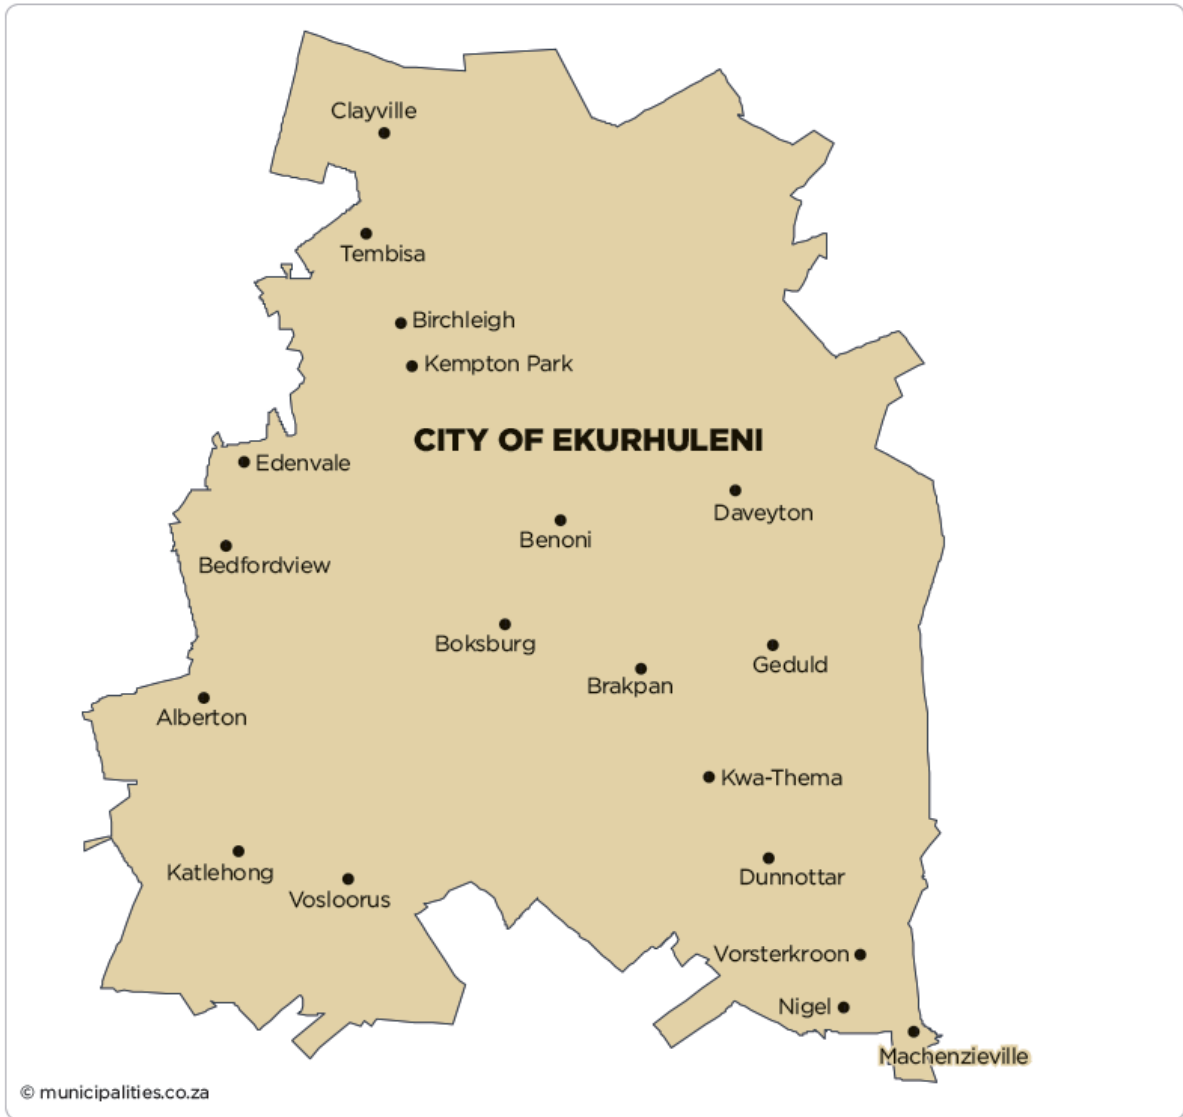 Clayville
Tembisa
Birchleigh
Kempton Park
CITY OF EKURHULENI
Edenvale
Daveyton
Benoni
Bedfordview
Boksburg
Geduld
Brakpan
Alberton
Kwa-Thema
Katlehong
Dunnottar
Vosloorus
Vorsterkroon
Nigel
Machenzieville
© municipalities.co.za